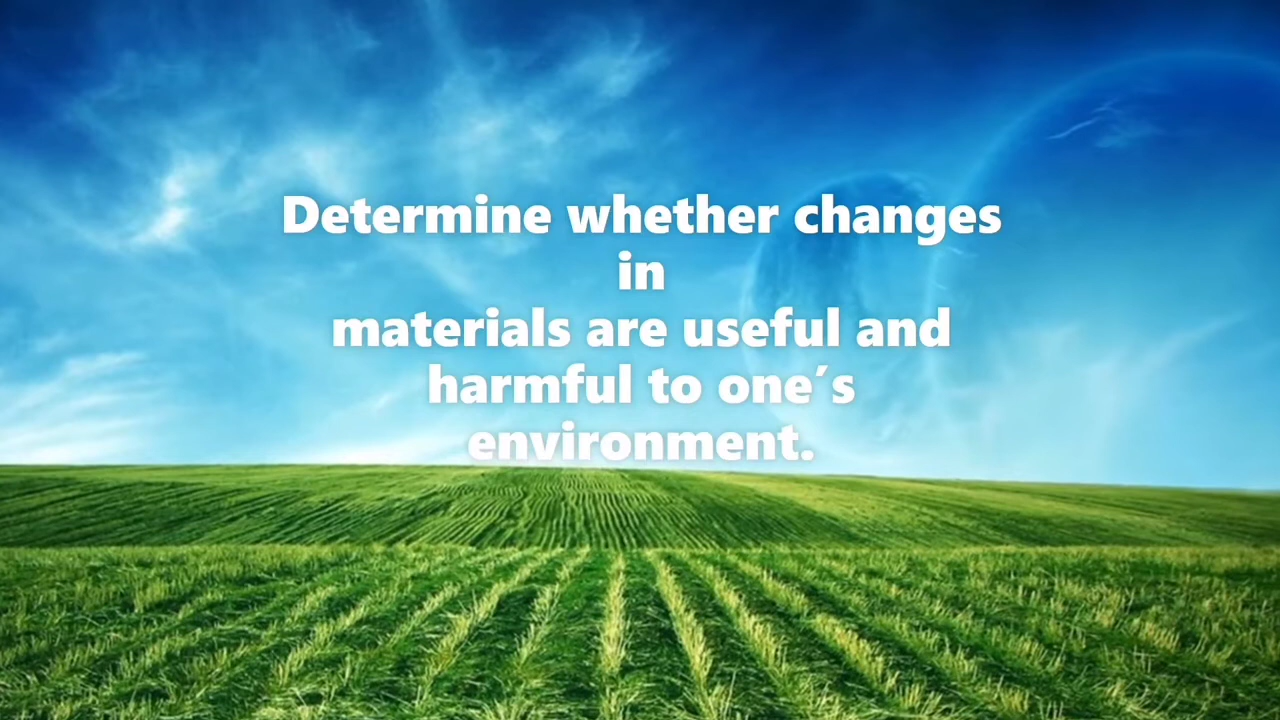 Determine whether changes
in
materials are useful and
harmful to one´s
environment.